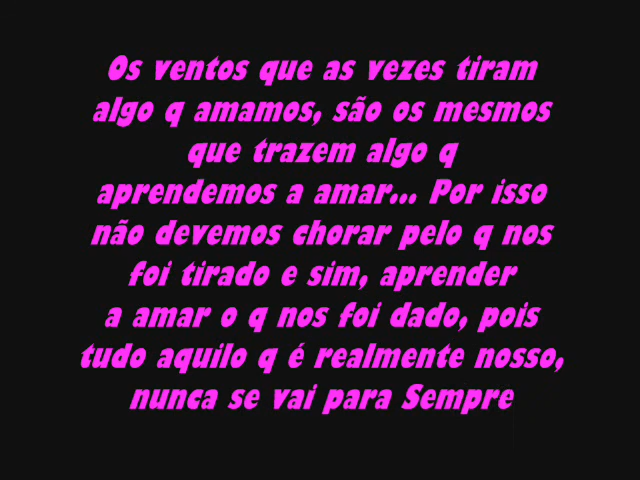 Os ventos que as vezes tiram
algo q amamos, são os mesmos
que trazem algo q
aprendemos a amar... Por isso
não devemos chorar pelo q nos
foi tirado e sim, aprender
a amar o q nos foi dado, pois
tudo aquilo q é realmente nosso,
nunca se vai para Sempre